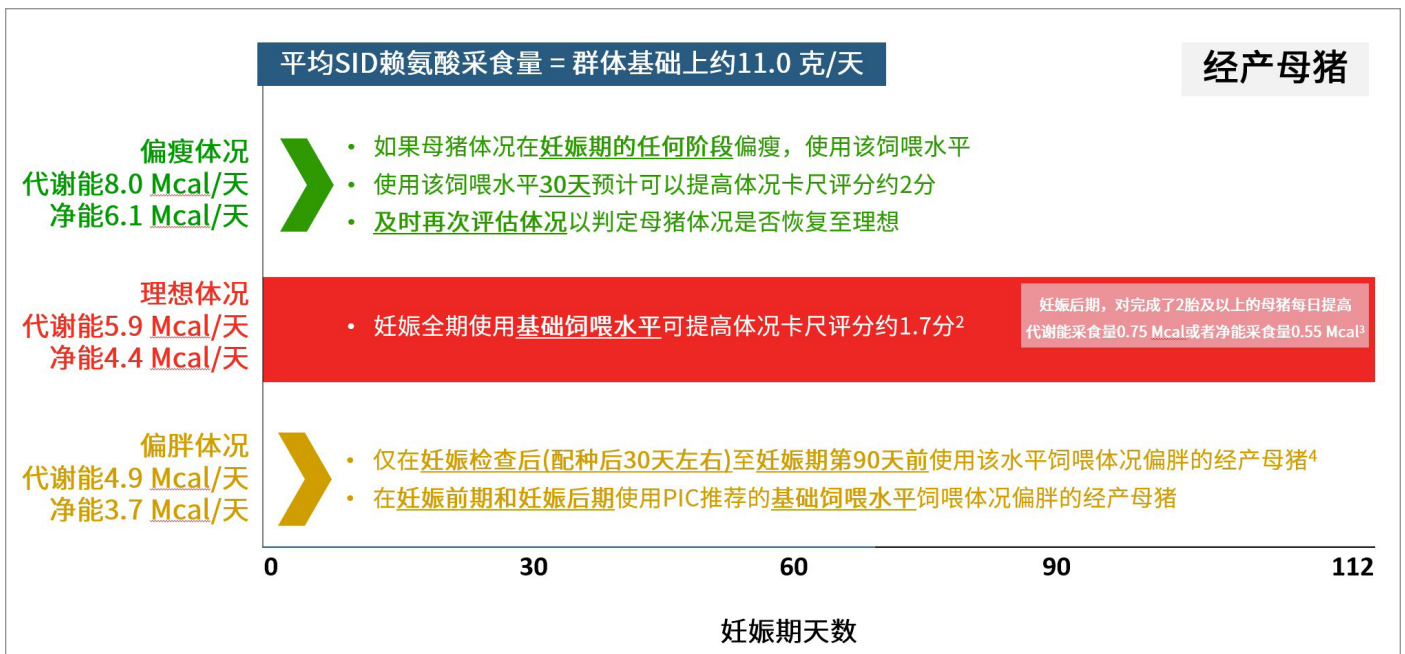 平均SID赖氨酸采食量 = 群体基础上约11.0 克/天
经产母猪
偏瘦体况
代谢能8.0 Mcal/天
净能6.1 Mcal/天
• 如果母猪体况在妊娠期的任何阶段偏瘦，使用该饲喂水平
• 使用该饲喂水平30天预计可以提高体况卡尺评分约2分
• 及时再次评估体况以判定母猪体况是否恢复至理想
理想体况
代谢能5.9 Mcal/天
净能4.4 Mcal/天
• 妊娠全期使用基础饲喂水平可提高体况卡尺评分约1.7分²
妊娠后期，对完成了2胎及以上的母猪每日提高
代谢能采食量0.75 Mcal或者净能采食量0.55 Mcal³
偏胖体况
代谢能4.9 Mcal/天
净能3.7 Mcal/天
• 仅在妊娠检查后(配种后30天左右)至妊娠期第90天前使用该水平饲喂体况偏胖的经产母猪⁴
• 在妊娠前期和妊娠后期使用PIC推荐的基础饲喂水平饲喂体况偏胖的经产母猪
0 30 60 90 112
妊娠期天数